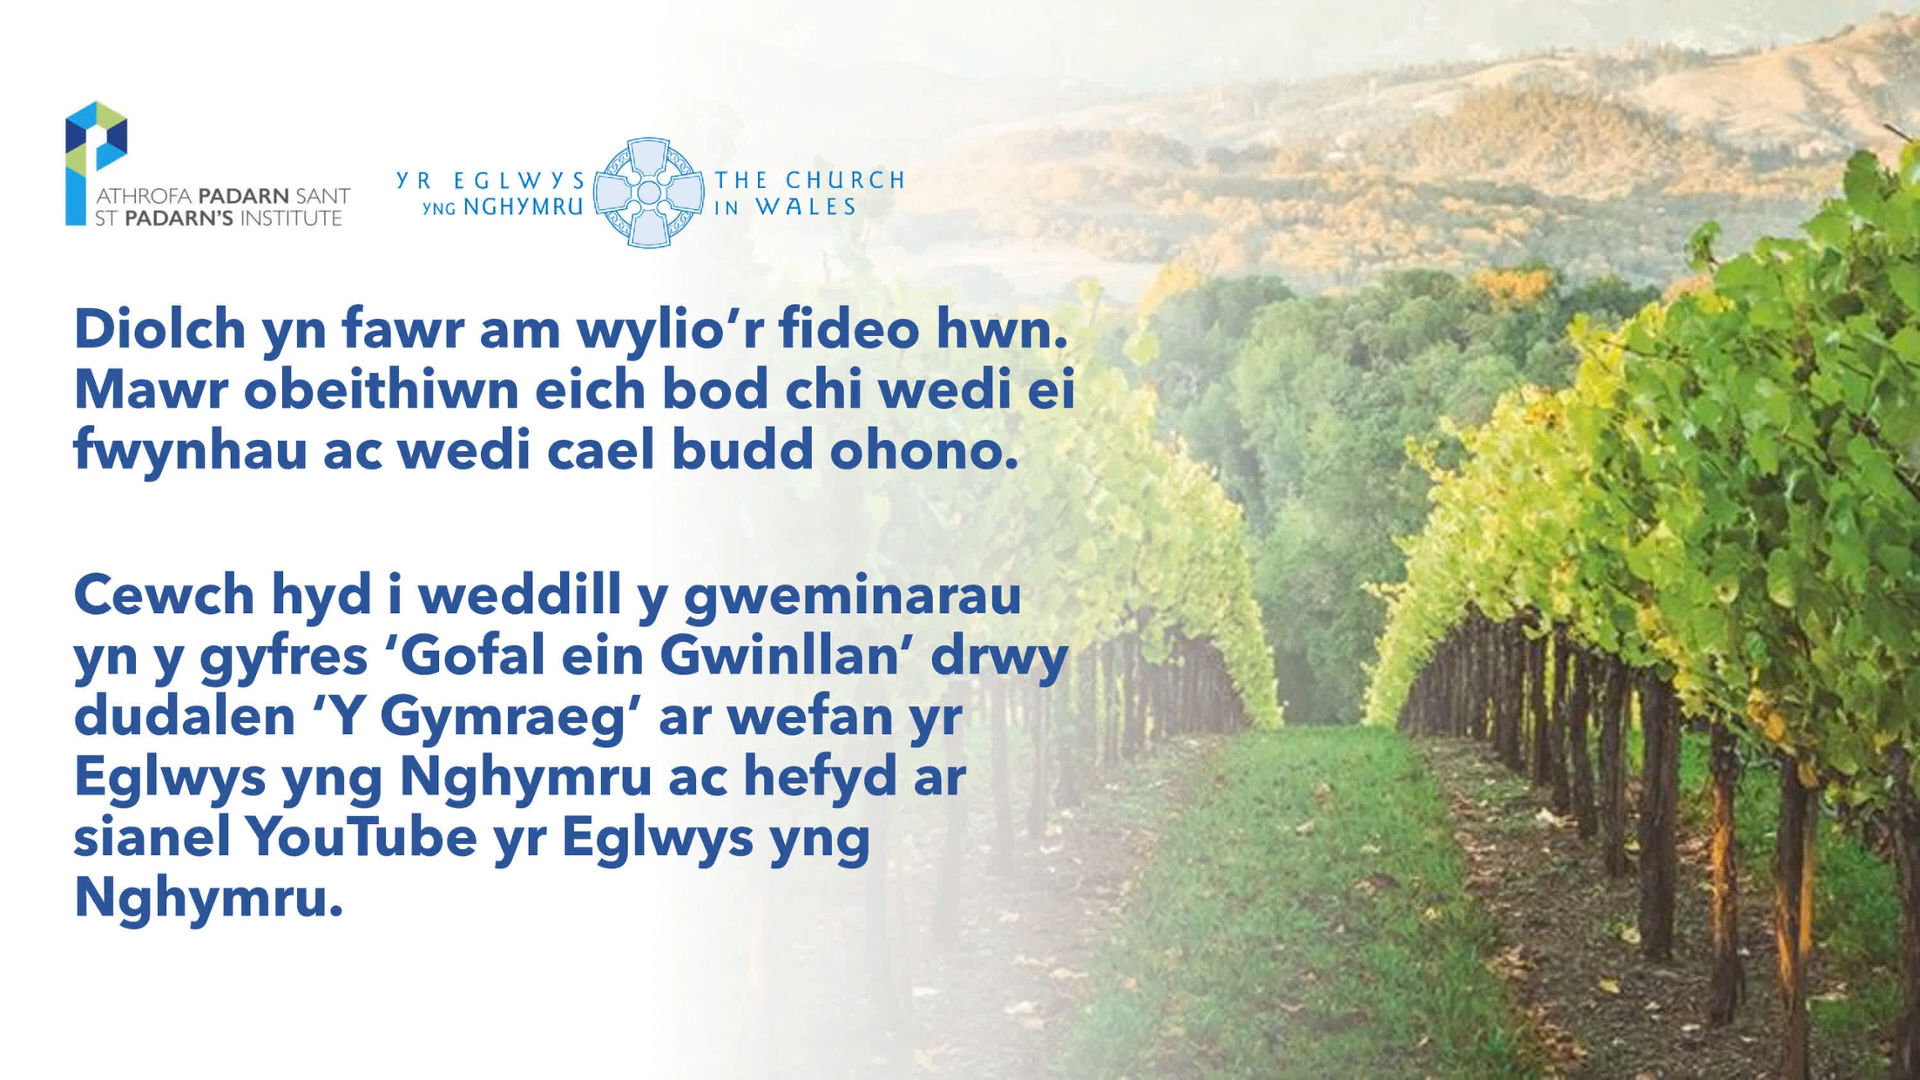 ATHROFA PADARN SANT
ST PADARN'S INSTITUTE
YR EGLWYS
YNG NGHYMRU
THE CHURCH
IN WALES
Diolch yn fawr am wylio’r fideo hwn.
Mawr obeithiwn eich bod chi wedi ei
fwynhau ac wedi cael budd ohono.
Cewch hyd i weddill y gweminarau
yn y gyfres ‘Gofal ein Gwinllan’ drwy
dudalen ‘Y Gymraeg’ ar wefan yr
Eglwys yng Nghymru ac hefyd ar
sianel YouTube yr Eglwys yng
Nghymru.